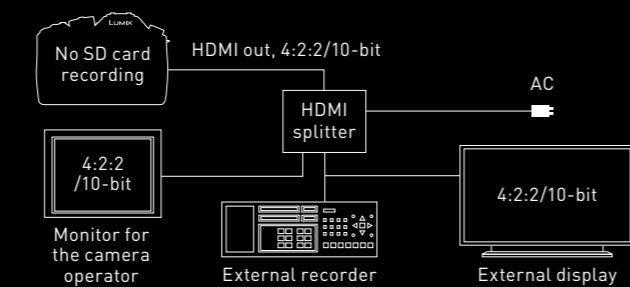 LUMIX
No SD card
recording
HDMI out, 4:2:2/10-bit
AC
HDMI
splitter
4:2:2
/10-bit
4:2:2/10-bit
Monitor for
the camera
operator
External recorder
External display